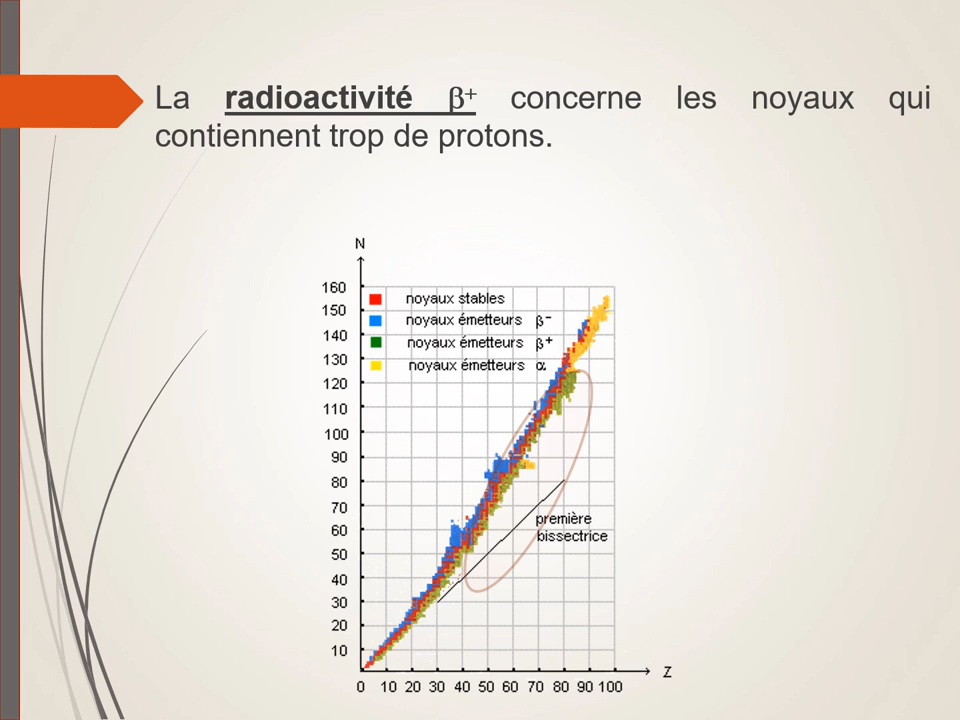 La radioactivité β+ concerne les noyaux qui
contiennent trop de protons.
N
160
150
140
130
120
110
100
90
80
70
60
50
40
30
20
10
noyaux stables
noyaux émetteurs β-
noyaux émetteurs β+
noyaux émetteurs α
première
bissectrice
Z
0 10 20 30 40 50 60 70 80 90 100